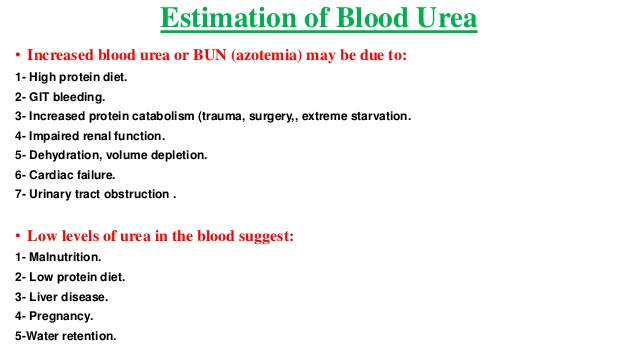 Estimation of Blood Urea
• Increased blood urea or BUN (azotemia) may be due to:
1- High protein diet.
2- GIT bleeding.
3- Increased protein catabolism (trauma, surgery,, extreme starvation.
4- Impaired renal function.
5- Dehydration, volume depletion.
6- Cardiac failure.
7- Urinary tract obstruction .
• Low levels of urea in the blood suggest:
1- Malnutrition.
2- Low protein diet.
3- Liver disease.
4- Pregnancy.
5-Water retention.